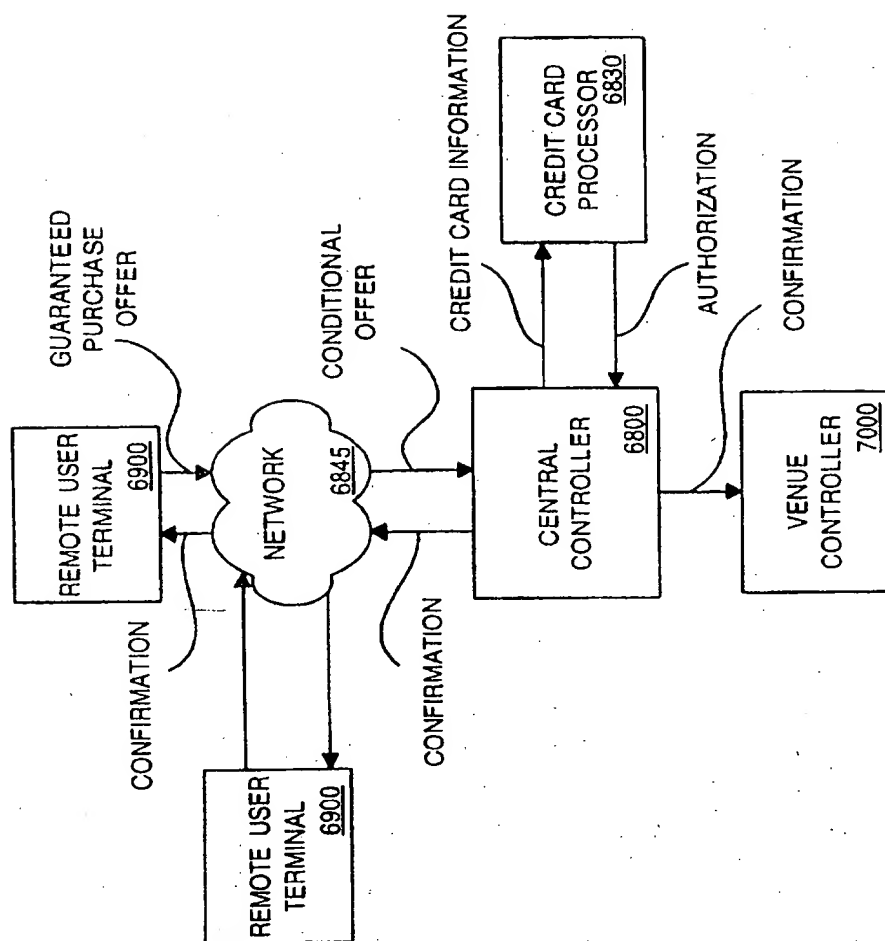 GUARANTEED
PURCHASE
OFFER
REMOTE USER
TERMINAL
6900
CONFIRMATION
NETWORK
6845
REMOTE USER
TERMINAL
6900
CONDITIONAL
OFFER
CONFIRMATION
CREDIT CARD INFORMATION
CREDIT CARD
PROCESSOR
6830
AUTHORIZATION
CENTRAL
CONTROLLER
6800
CONFIRMATION
VENUE
CONTROLLER
7000